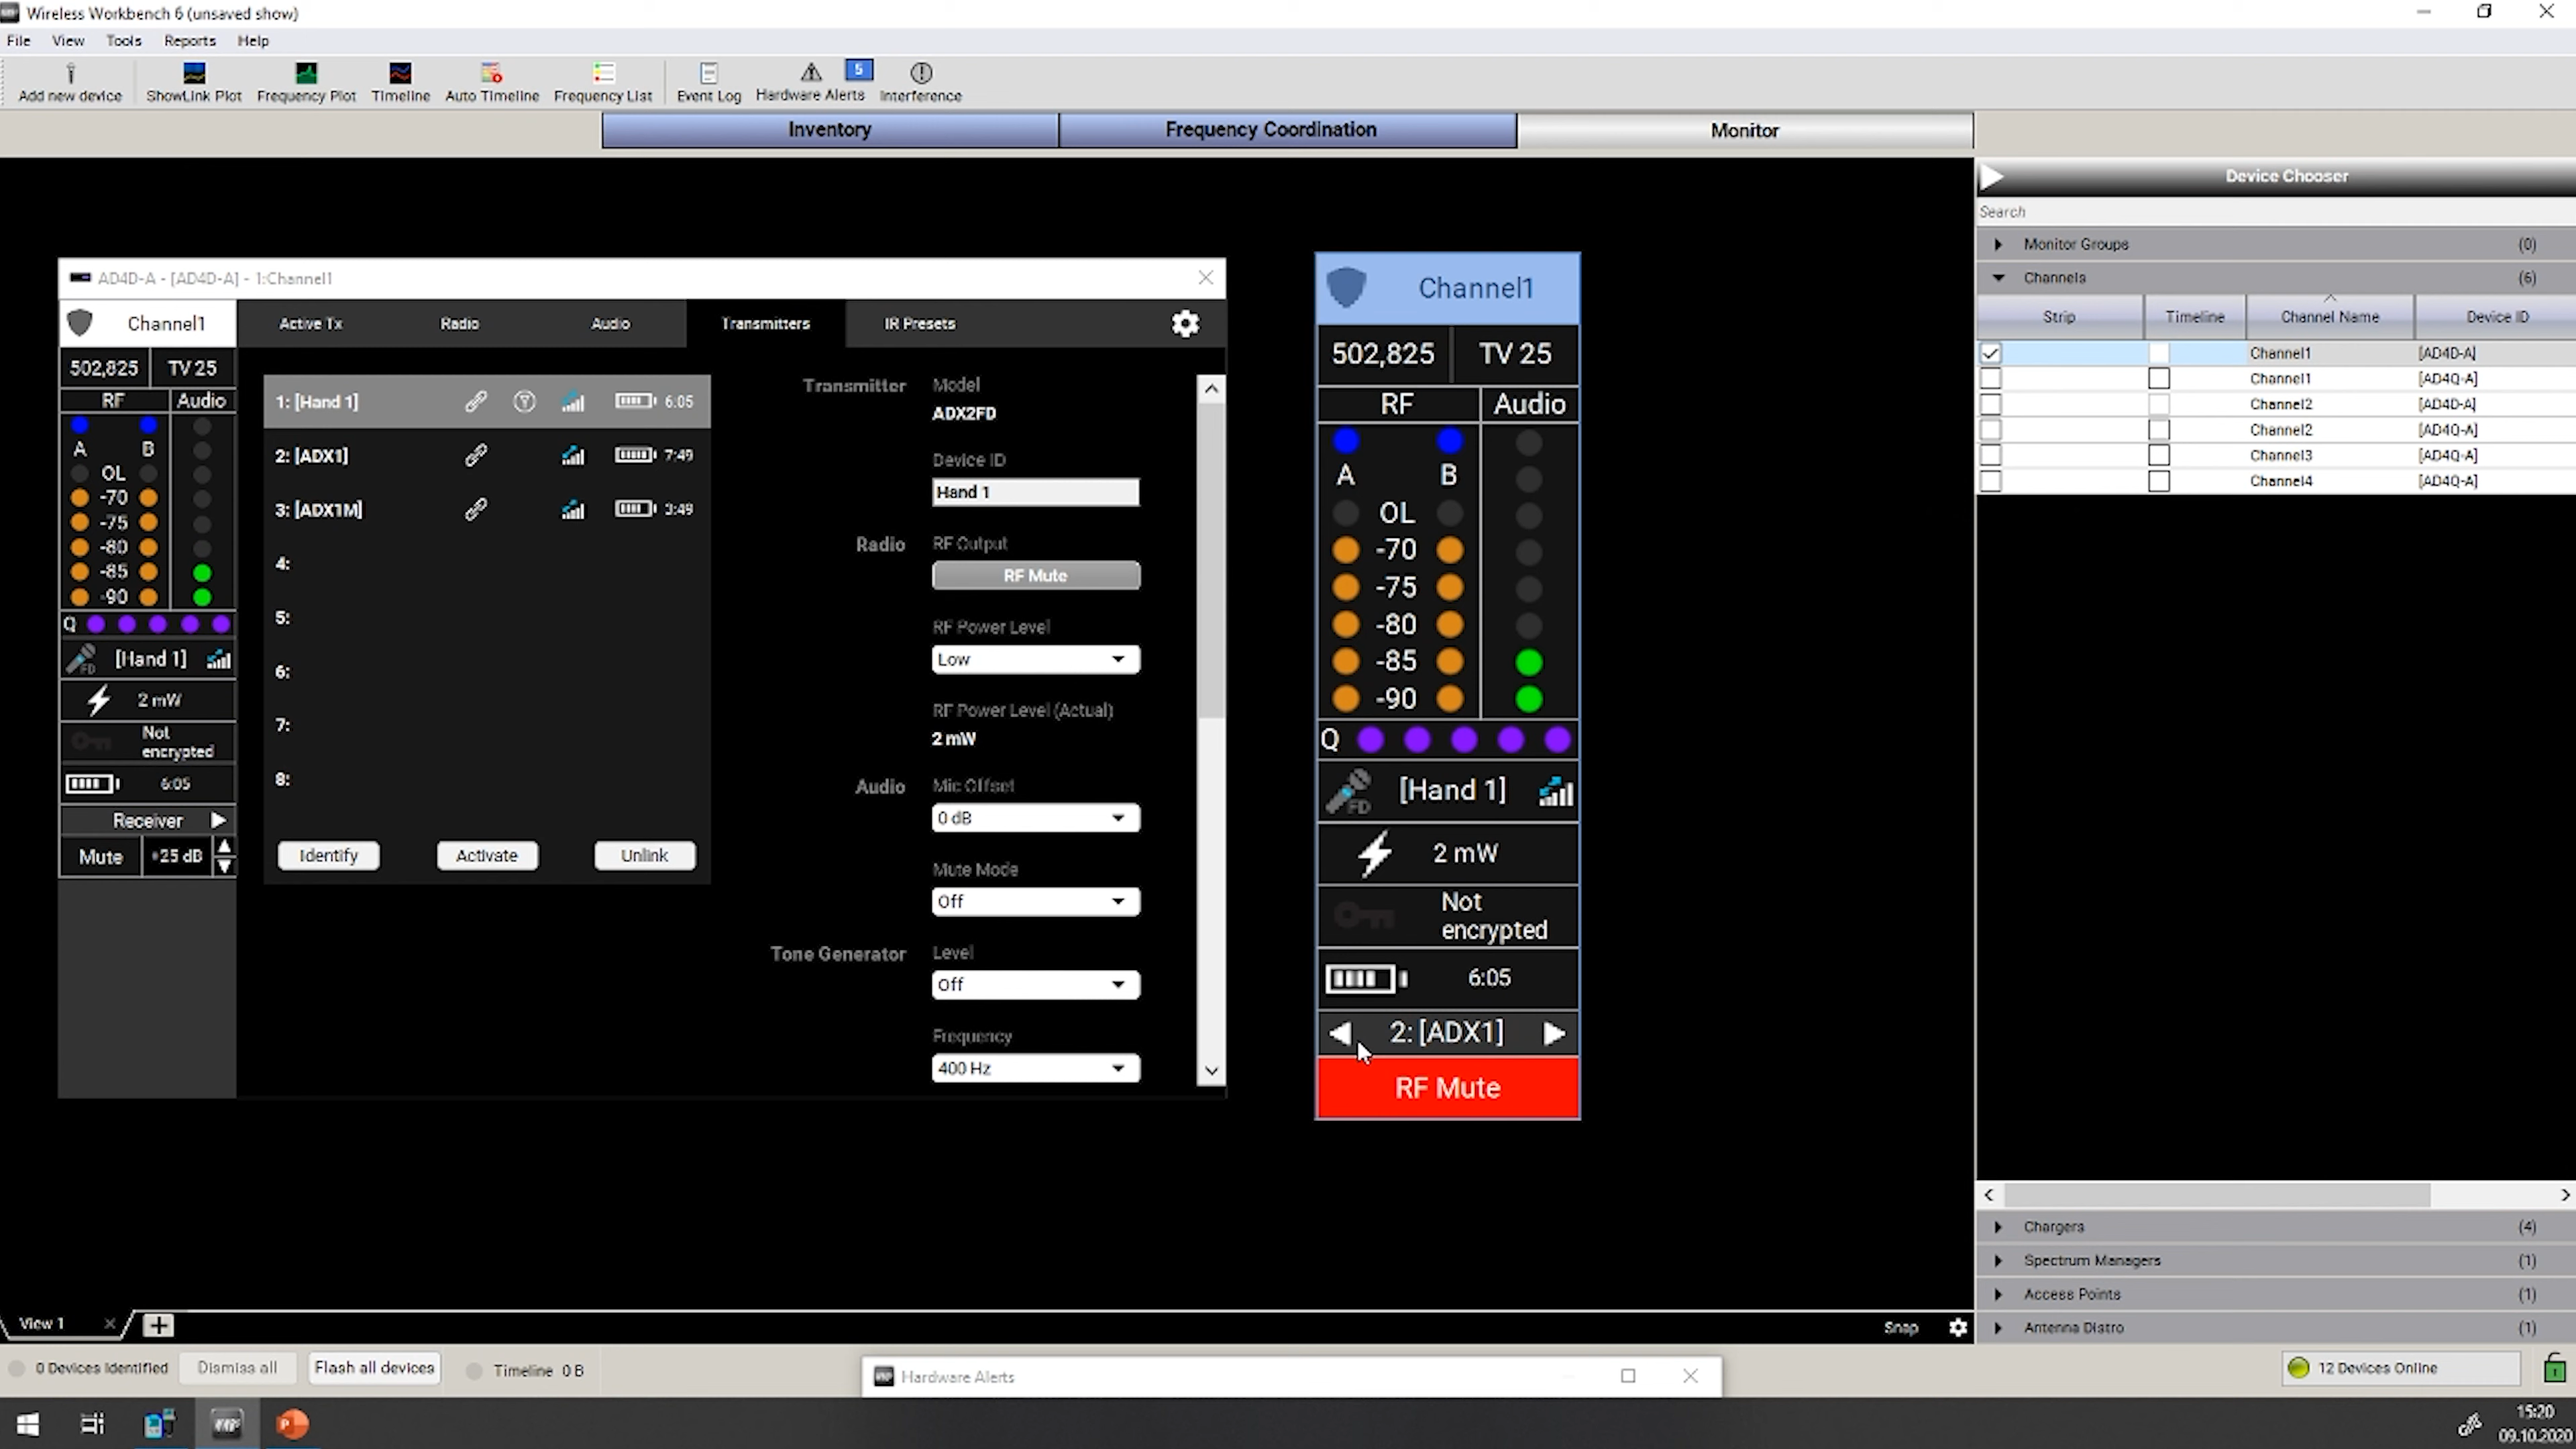 Wireless Workbench 6 (unsaved show)
File View Tools Reports Help
5
Add new device ShowLink Plot Frequency Plot Timeline Auto Timeline Frequency List Event Log Hardware Alerts Interference
Inventory Frequency Coordination Monitor
AD4D-A - [AD4D-A] - 1:Channel1
Channel1
502,825 TV 25
RF Audio
A B
OL
-70
-75
-80
-85
-90
Q
FD [Hand 1]
2 mW
Not
encrypted
6:05
Receiver
Mute +25 dB
Active Tx Radio Audio Transmitters IR Presets
1: [Hand 1] 6:05
2: [ADX1] 7:49
3: [ADX1M] 3:49
4:
5:
6:
7:
8:
Identify Activate Unlink
Transmitter Model
ADX2FD
Device ID
Hand 1
Radio RF Output
RF Mute
RF Power Level
Low
RF Power Level (Actual)
2 mW
Audio Mic Offset
0 dB
Mute Mode
Off
Tone Generator Level
Off
Frequency
400 Hz
Channel1
502,825 TV 25
RF Audio
A B
OL
-70
-75
-80
-85
-90
Q
FD [Hand 1]
2 mW
Not
encrypted
6:05
2: [ADX1]
RF Mute
Device Chooser
Search
Monitor Groups (0)
Channels (6)
Strip Timeline Channel Name Device ID
Channel1 [AD4D-A]
Channel1 [AD4Q-A]
Channel2 [AD4D-A]
Channel2 [AD4Q-A]
Channel3 [AD4Q-A]
Channel4 [AD4Q-A]
Chargers (4)
Spectrum Managers (1)
Access Points (1)
Antenna Distro (1)
View 1 Snap
0 Devices Identified Dismiss all Flash all devices Timeline 0 B
Hardware Alerts
12 Devices Online
15:20
09.10.2020